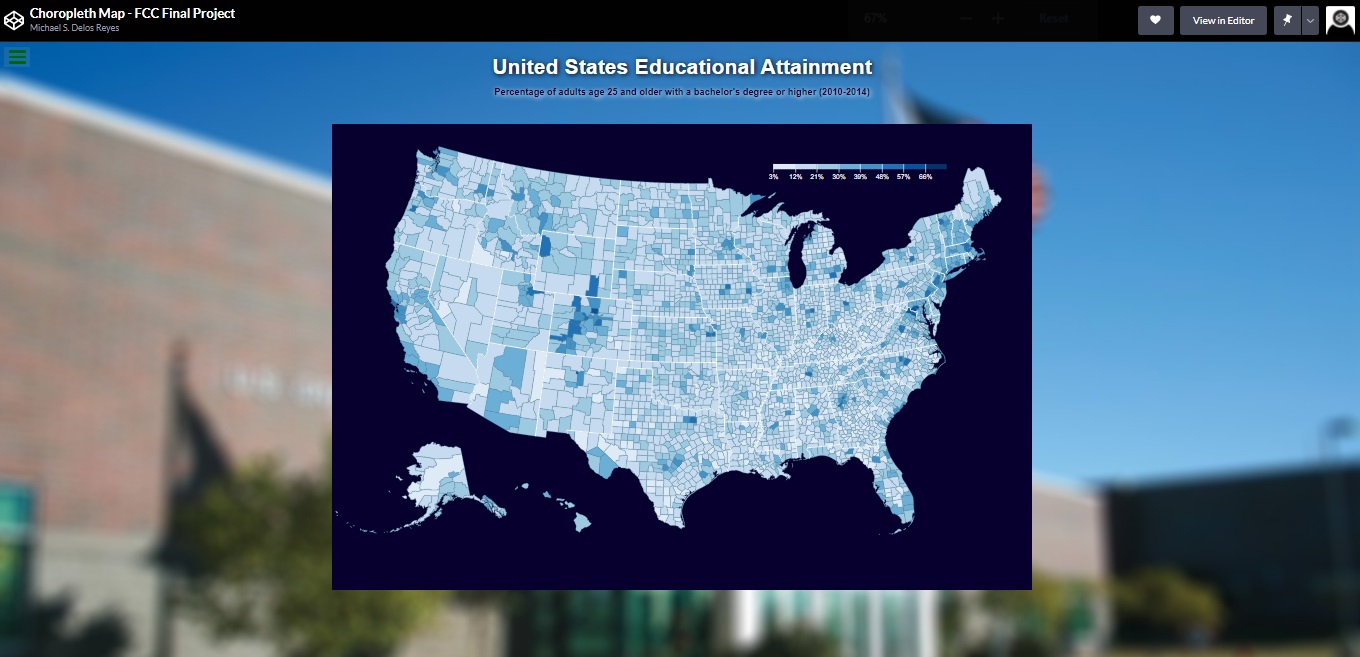 Choropleth Map - FCC Final Project
Michael S. Delos Reyes
67% − + Reset
View in Editor
United States Educational Attainment
Percentage of adults age 25 and older with a bachelor's degree or higher (2010-2014)
3% 12% 21% 30% 39% 48% 57% 66%